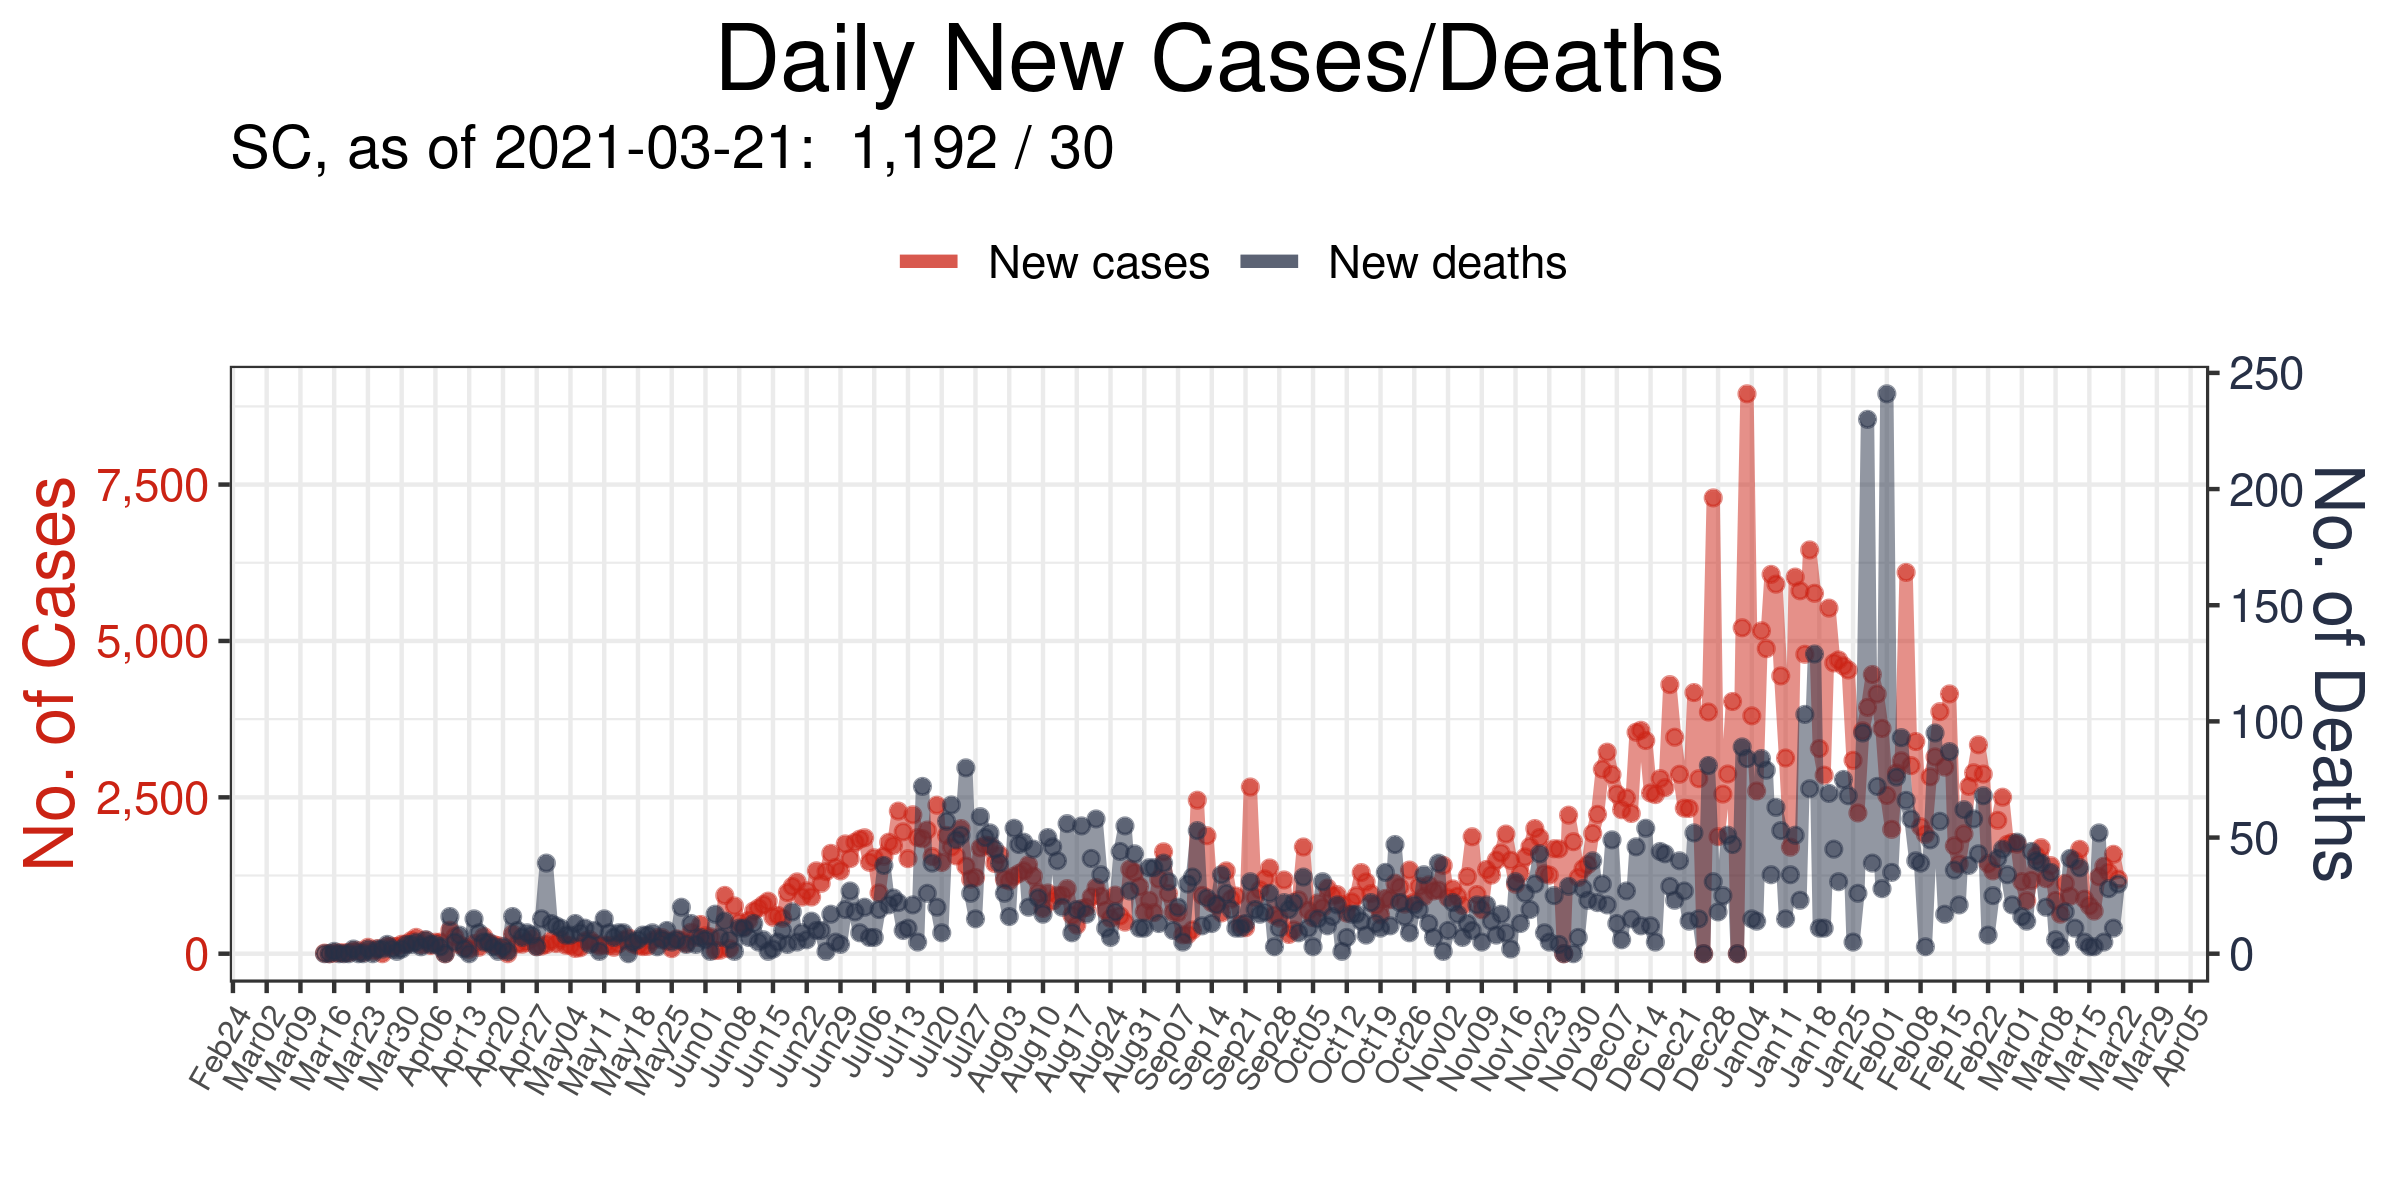 Daily New Cases/Deaths
SC, as of 2021-03-21:  1,192 / 30
New cases
New deaths
No. of Cases
7,500
5,000
2,500
0
250
200
150
100
50
0
No. of Deaths
Feb24
Mar02
Mar09
Mar16
Mar23
Mar30
Apr06
Apr13
Apr20
Apr27
May04
May11
May18
May25
Jun01
Jun08
Jun15
Jun22
Jun29
Jul06
Jul13
Jul20
Jul27
Aug03
Aug10
Aug17
Aug24
Aug31
Sep07
Sep14
Sep21
Sep28
Oct05
Oct12
Oct19
Oct26
Nov02
Nov09
Nov16
Nov23
Nov30
Dec07
Dec14
Dec21
Dec28
Jan04
Jan11
Jan18
Jan25
Feb01
Feb08
Feb15
Feb22
Mar01
Mar08
Mar15
Mar22
Mar29
Apr05